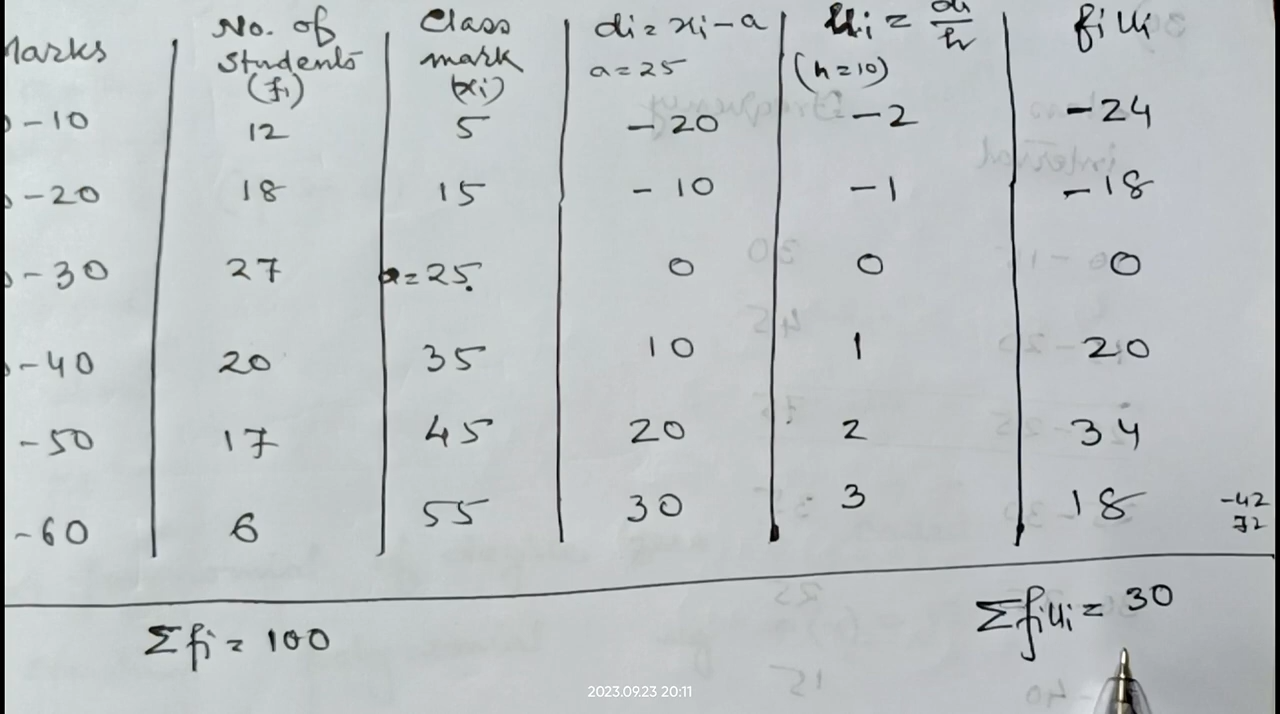 Marks | No. of Students (fi) | Class mark (xi) | di = xi - a a = 25 | ui = di/h (h = 10) | fi ui
0-10 | 12 | 5 | -20 | -2 | -24
-20 | 18 | 15 | -10 | -1 | -18
-30 | 27 | a = 25. | 0 | 0 | 0
-40 | 20 | 35 | 10 | 1 | 20
-50 | 17 | 45 | 20 | 2 | 34
-60 | 6 | 55 | 30 | 3 | 18
-42
72
Σfi = 100 Σfiui = 30
2023.09.23 20:11